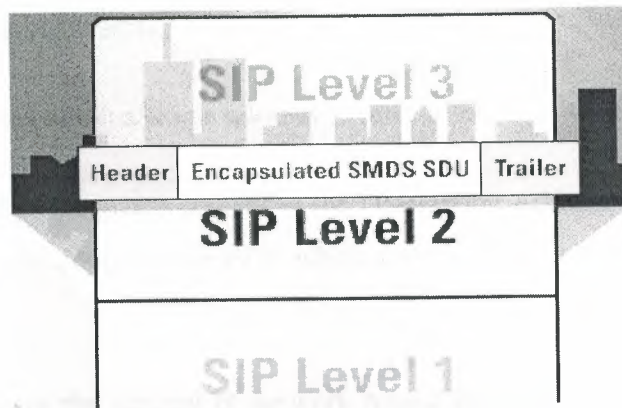 SIP Level 3
Header Encapsulated SMDS SDU Trailer
SIP Level 2
SIP Level 1